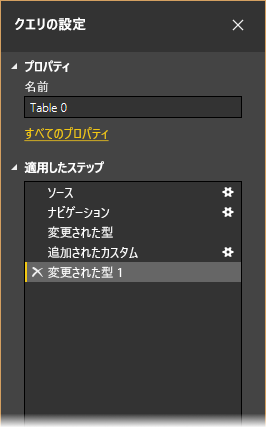 クエリの設定
プロパティ
名前
Table 0
すべてのプロパティ
適用したステップ
ソース
ナビゲーション
変更された型
追加されたカスタム
変更された型 1